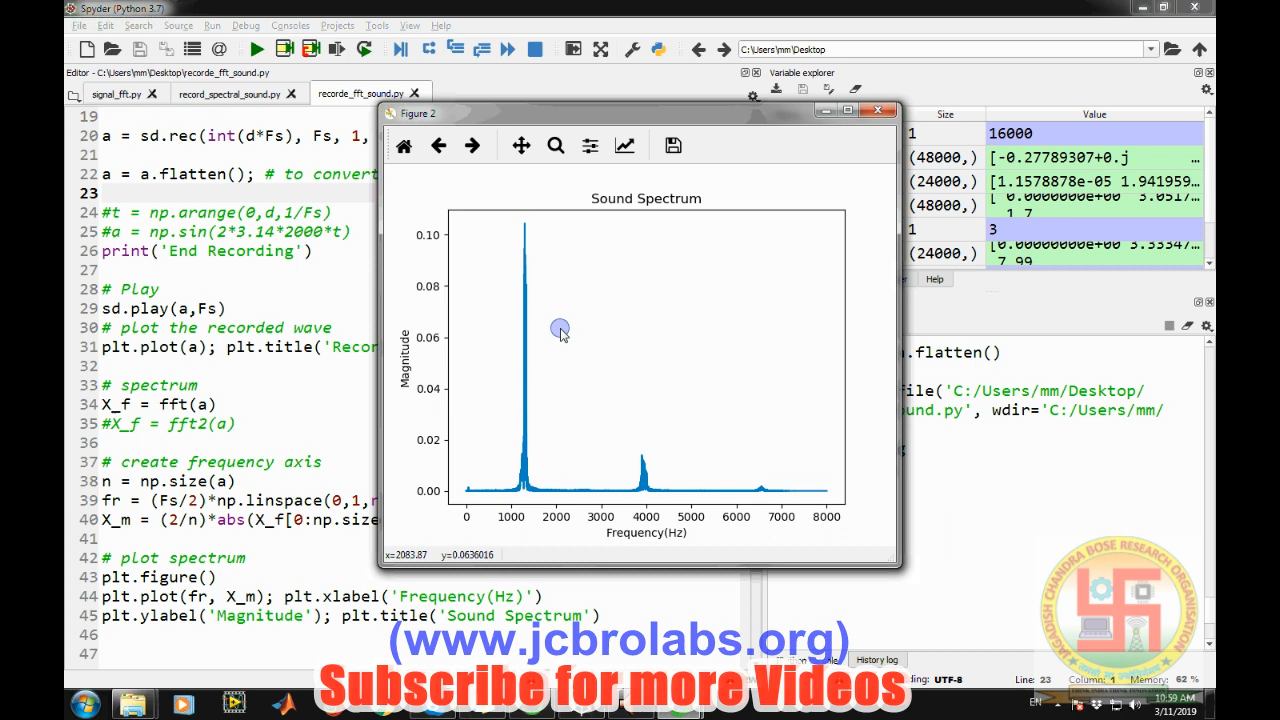 Spyder (Python 3.7)
File Edit Search Source Run Debug Consoles Projects Tools View Help
C:\Users\mm\Desktop
Editor - C:\Users\mm\Desktop\recorde_fft_sound.py
Variable explorer
signal_fft.py record_spectral_sound.py recorde_fft_sound.py
Figure 2
Size Value
1 16000
(48000,) [-0.27789307+0.j ...
(24000,) [1.1578878e-05 1.941959...
(48000,)
1 3
(24000,)
Help
19
20 a = sd.rec(int(d*Fs), Fs, 1,
21
22 a = a.flatten(); # to convert
23
24 #t = np.arange(0,d,1/Fs)
25 #a = np.sin(2*3.14*2000*t)
26 print('End Recording')
27
28 # Play
29 sd.play(a,Fs)
30 # plot the recorded wave
31 plt.plot(a); plt.title('Recor
32
33 # spectrum
34 X_f = fft(a)
35 #X_f = fft2(a)
36
37 # create frequency axis
38 n = np.size(a)
39 fr = (Fs/2)*np.linspace(0,1,
40 X_m = (2/n)*abs(X_f[0:np.size
41
42 # plot spectrum
43 plt.figure()
44 plt.plot(fr, X_m); plt.xlabel('Frequency(Hz)')
45 plt.ylabel('Magnitude'); plt.title('Sound Spectrum')
46
47
Sound Spectrum
Magnitude
0.10
0.08
0.06
0.04
0.02
0.00
0 1000 2000 3000 4000 5000 6000 7000 8000
Frequency(Hz)
x=2083.87 y=0.0636016
.flatten()
file('C:/Users/mm/Desktop/
ound.py', wdir='C:/Users/mm/
JAGADISH CHANDRA BOSE RESEARCH ORGANISATION
(www.jcbrolabs.org)
Subscribe for more Videos
History log
UTF-8 Line: 23 Column: 1 Memory: 62 %
EN
10:59 AM
3/11/2019